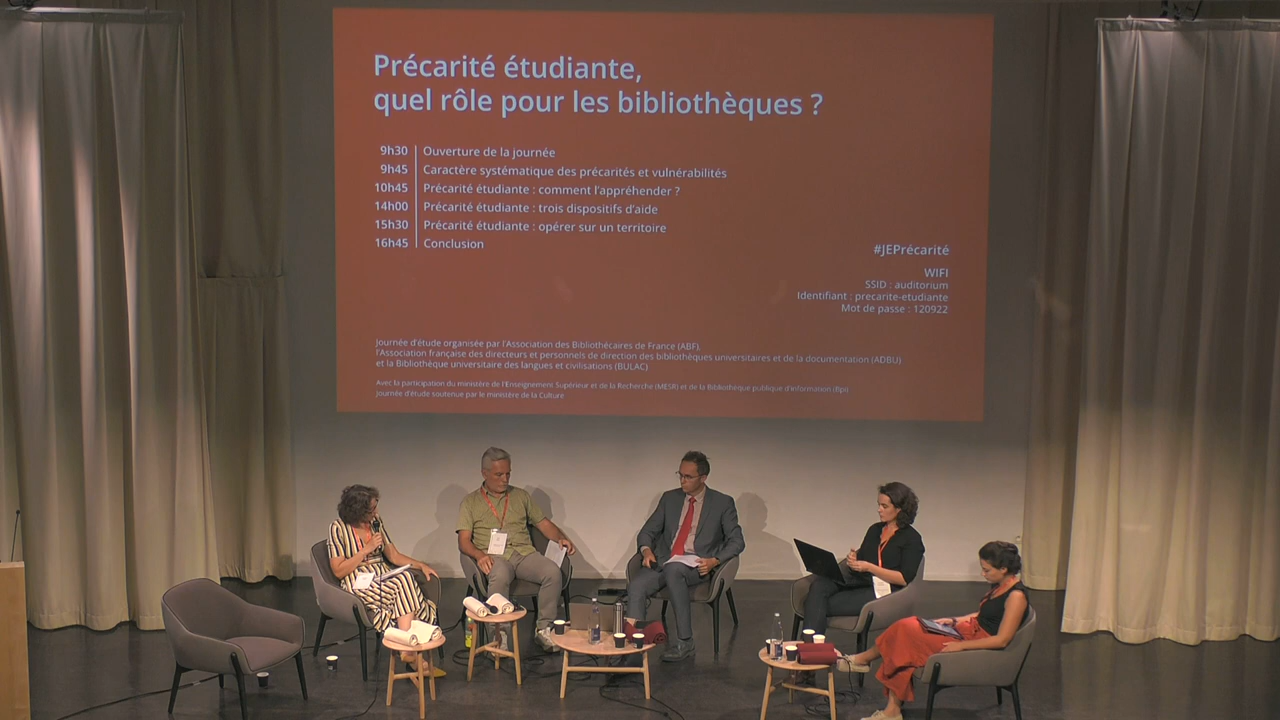 Précarité étudiante,
quel rôle pour les bibliothèques ?
9h30 Ouverture de la journée
9h45 Caractère systématique des précarités et vulnérabilités
10h45 Précarité étudiante : comment l'appréhender ?
14h00 Précarité étudiante : trois dispositifs d'aide
15h30 Précarité étudiante : opérer sur un territoire
16h45 Conclusion
#JEPrécarité
WIFI
SSID : auditorium
Identifiant : precarite-etudiante
Mot de passe : 120922
Journée d'étude organisée par l'Association des Bibliothécaires de France (ABF),
l'Association française des directeurs et personnels de direction des bibliothèques universitaires et de la documentation (ADBU)
et la Bibliothèque universitaire des langues et civilisations (BULAC)
Avec la participation du ministère de l'Enseignement Supérieur et de la Recherche (MESR) et de la Bibliothèque publique d'information (Bpi)
Journée d'étude soutenue par le ministère de la Culture